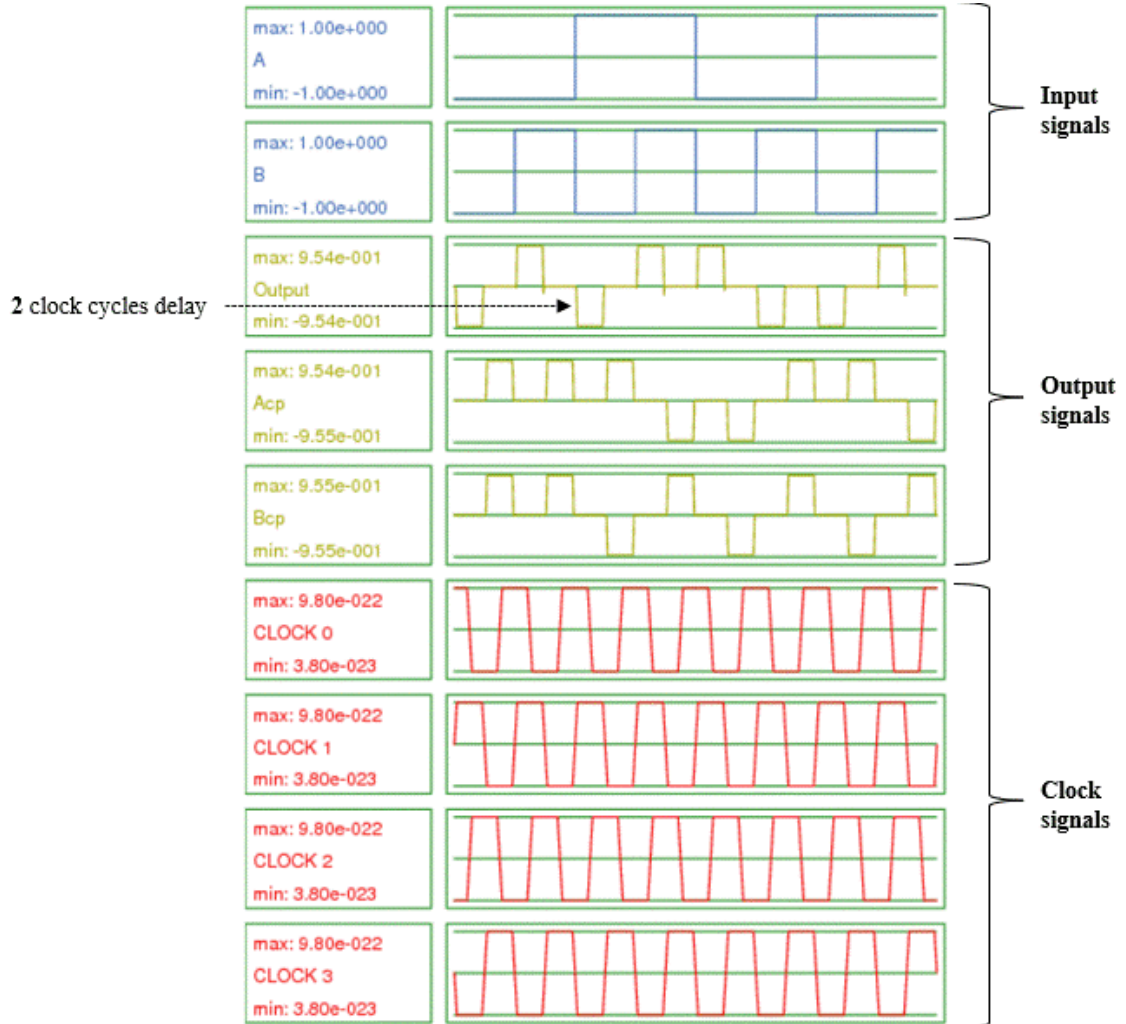 max: 1.00e+000
A
min: -1.00e+000
Input
signals
max: 1.00e+000
B
min: -1.00e+000
max: 9.54e-001
Output
min: -9.54e-001
2 clock cycles delay
max: 9.54e-001
Acp
min: -9.55e-001
Output
signals
max: 9.55e-001
Bcp
min: -9.55e-001
max: 9.80e-022
CLOCK 0
min: 3.80e-023
max: 9.80e-022
CLOCK 1
min: 3.80e-023
Clock
signals
max: 9.80e-022
CLOCK 2
min: 3.80e-023
max: 9.80e-022
CLOCK 3
min: 3.80e-023